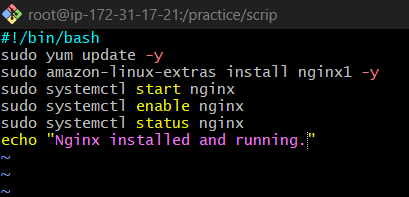 root@ip-172-31-17-21:/practice/scrip
#!/bin/bash
sudo yum update -y
sudo amazon-linux-extras install nginx1 -y
sudo systemctl start nginx
sudo systemctl enable nginx
sudo systemctl status nginx
echo "Nginx installed and running."
~
~
~